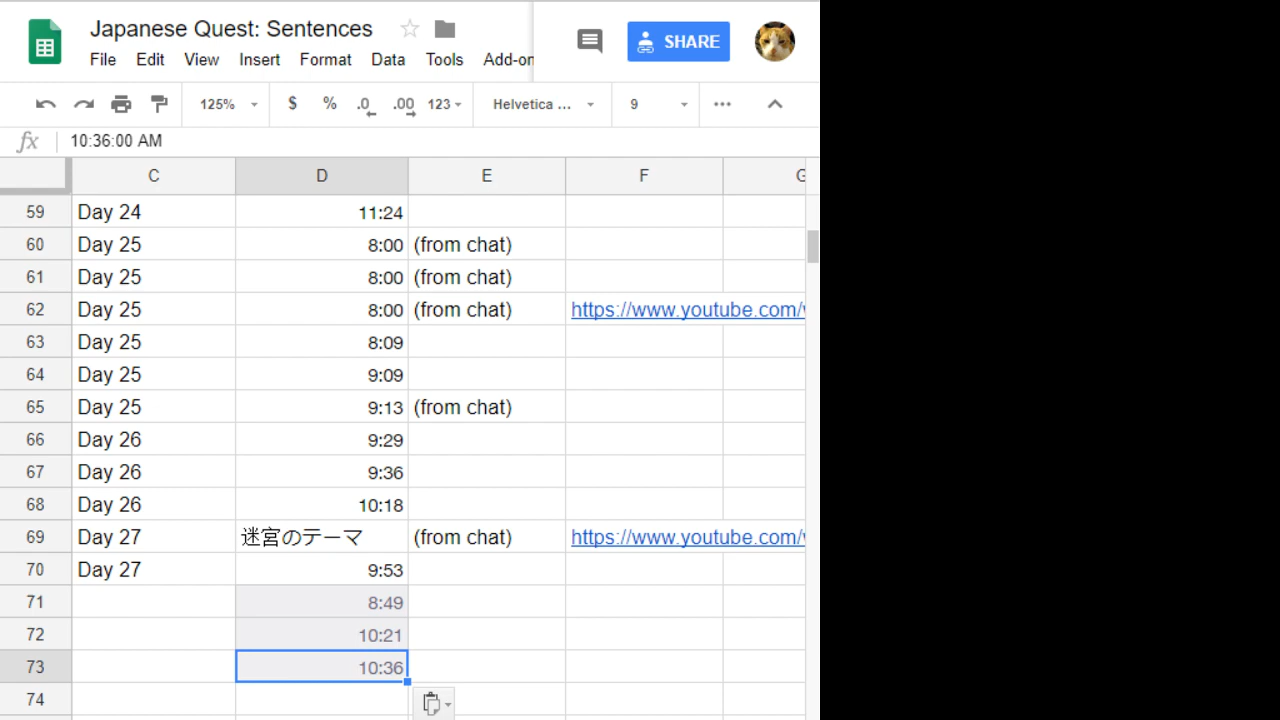 Japanese Quest: Sentences
SHARE
File Edit View Insert Format Data Tools Add-on
125% $ % .0 .00 123 Helvetica ... 9
fx 10:36:00 AM
C D E F G
59 Day 24 11:24
60 Day 25 8:00 (from chat)
61 Day 25 8:00 (from chat)
62 Day 25 8:00 (from chat) https://www.youtube.com/
63 Day 25 8:09
64 Day 25 9:09
65 Day 25 9:13 (from chat)
66 Day 26 9:29
67 Day 26 9:36
68 Day 26 10:18
69 Day 27 迷宮のテーマ (from chat) https://www.youtube.com/
70 Day 27 9:53
71 8:49
72 10:21
73 10:36
74